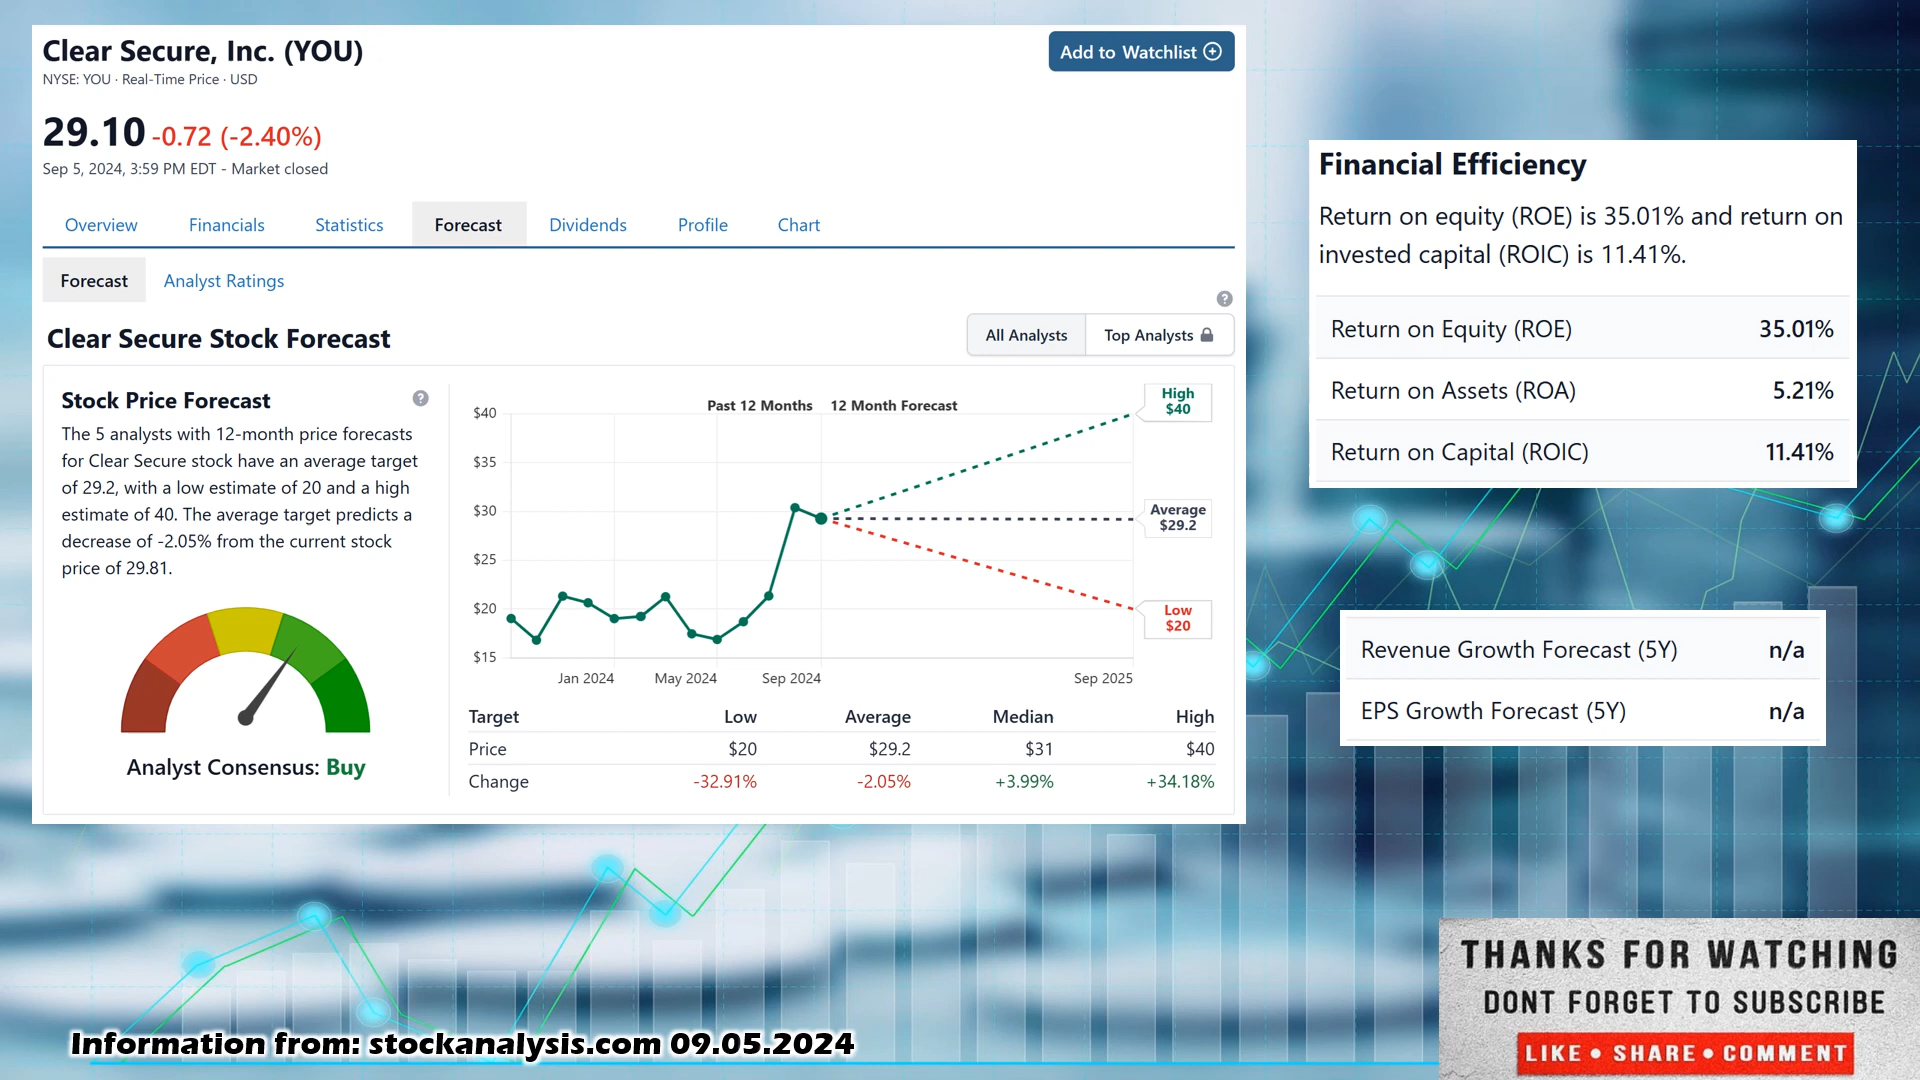 Clear Secure, Inc. (YOU)
NYSE: YOU · Real-Time Price · USD
Add to Watchlist
29.10 -0.72 (-2.40%)
Sep 5, 2024, 3:59 PM EDT - Market closed
Overview Financials Statistics Forecast Dividends Profile Chart
Forecast Analyst Ratings
?
Clear Secure Stock Forecast
All Analysts Top Analysts
Stock Price Forecast ?
The 5 analysts with 12-month price forecasts
for Clear Secure stock have an average target
of 29.2, with a low estimate of 20 and a high
estimate of 40. The average target predicts a
decrease of -2.05% from the current stock
price of 29.81.
Analyst Consensus: Buy
Past 12 Months 12 Month Forecast
$40
$35
$30
$25
$20
$15
High
$40
Average
$29.2
Low
$20
Jan 2024 May 2024 Sep 2024 Sep 2025
Target Low Average Median High
Price $20 $29.2 $31 $40
Change -32.91% -2.05% +3.99% +34.18%
Financial Efficiency
Return on equity (ROE) is 35.01% and return on
invested capital (ROIC) is 11.41%.
Return on Equity (ROE) 35.01%
Return on Assets (ROA) 5.21%
Return on Capital (ROIC) 11.41%
Revenue Growth Forecast (5Y) n/a
EPS Growth Forecast (5Y) n/a
Information from: stockanalysis.com 09.05.2024
THANKS FOR WATCHING
DONT FORGET TO SUBSCRIBE
LIKE • SHARE • COMMENT